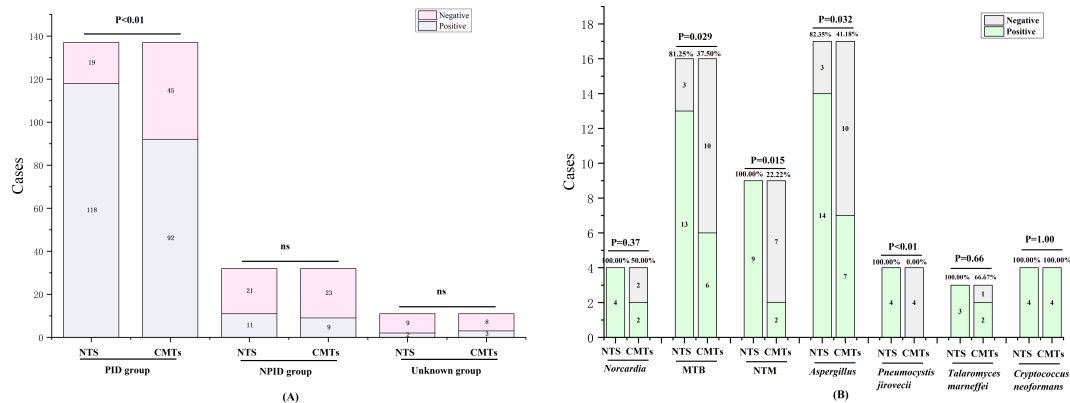 P<0.01
Negative
Positive
Cases
140
120
100
80
60
40
20
0
19
45
118
92
ns
21
23
11
9
ns
9
8
2
3
NTS CMTs NTS CMTs NTS CMTs
PID group NPID group Unknown group
(A)
Negative
Positive
Cases
18
16
14
12
10
8
6
4
2
0
P=0.37
100.00% 50.00%
4
2
2
P=0.029
81.25% 37.50%
3
10
13
6
P=0.015
100.00% 22.22%
9
7
2
P=0.032
82.35% 41.18%
3
10
14
7
P<0.01
100.00% 0.00%
4
4
P=0.66
100.00% 66.67%
3
1
2
P=1.00
100.00% 100.00%
4
4
NTS CMTs NTS CMTs NTS CMTs NTS CMTs NTS CMTs NTS CMTs NTS CMTs
Norcardia MTB NTM Aspergillus Pneumocystis Talaromyces Cryptococcus
jirovecii marneffei neoformans
(B)